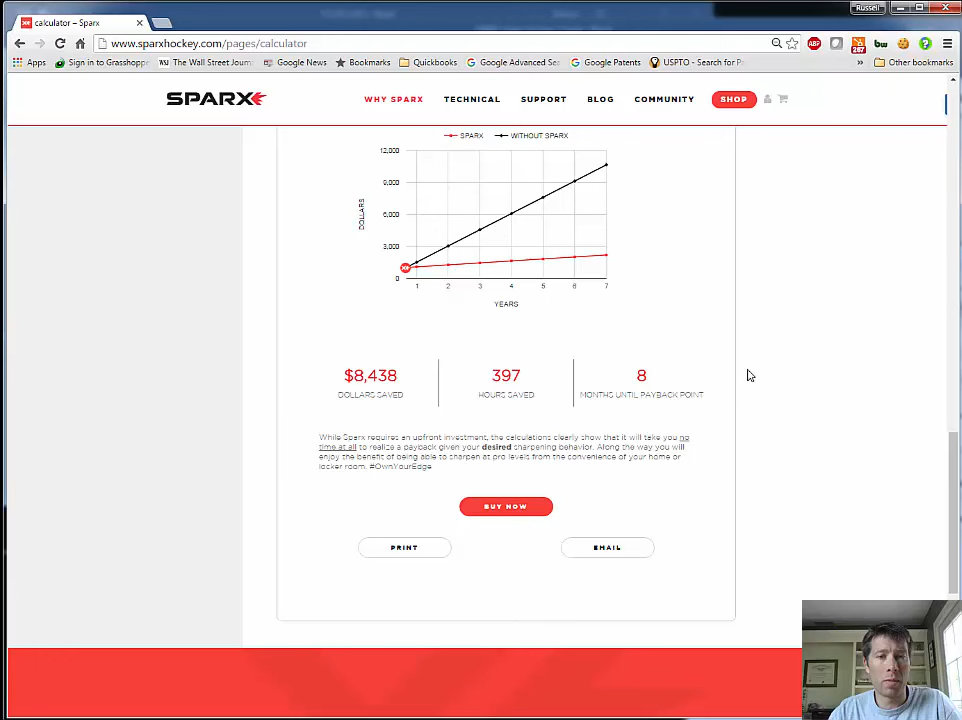 Russell
calculator – Sparx
www.sparxhockey.com/pages/calculator
ABP
267
bw
?
Apps
Sign in to Grasshoppe
The Wall Street Journ
Google News
Bookmarks
Quickbooks
Google Advanced Sea
Google Patents
USPTO - Search for Pa
»
Other bookmarks
SPARX
WHY SPARX
TECHNICAL
SUPPORT
BLOG
COMMUNITY
SHOP
SPARX
WITHOUT SPARX
12,000
9,000
6,000
3,000
0
DOLLARS
1 2 3 4 5 6 7
YEARS
$8,438
DOLLARS SAVED
397
HOURS SAVED
8
MONTHS UNTIL PAYBACK POINT
While Sparx requires an upfront investment, the calculations clearly show that it will take you no
time at all to realize a payback given your desired sharpening behavior. Along the way you will
enjoy the benefit of being able to sharpen at pro levels from the convenience of your home or
locker room. #OwnYourEdge
BUY NOW
PRINT
EMAIL